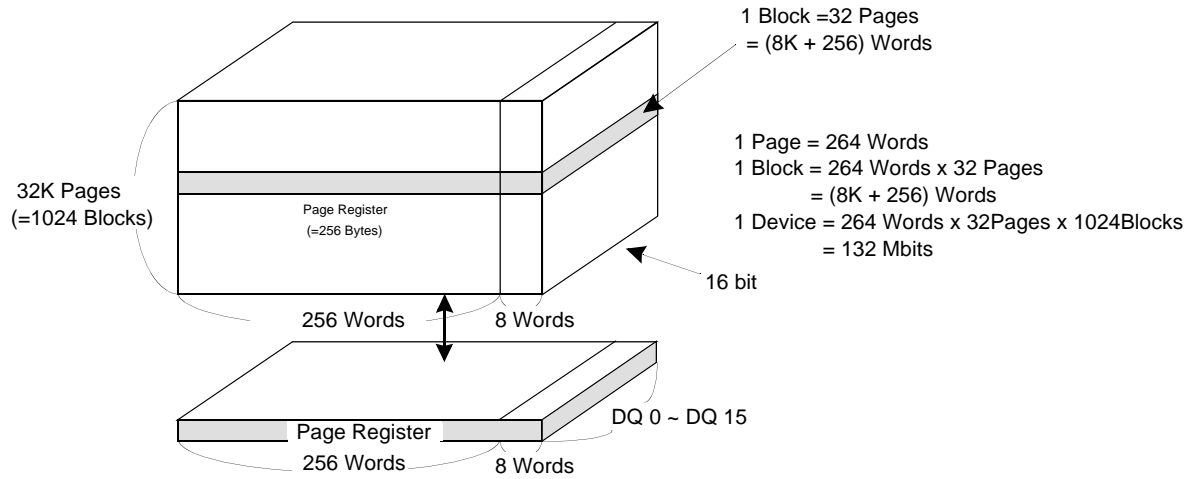 1 Block =32 Pages
= (8K + 256) Words
1 Page = 264 Words
1 Block = 264 Words x 32 Pages
= (8K + 256) Words
1 Device = 264 Words x 32Pages x 1024Blocks
= 132 Mbits
32K Pages
(=1024 Blocks)
Page Register
(=256 Bytes)
16 bit
256 Words
8 Words
DQ 0 ~ DQ 15
Page Register
256 Words
8 Words